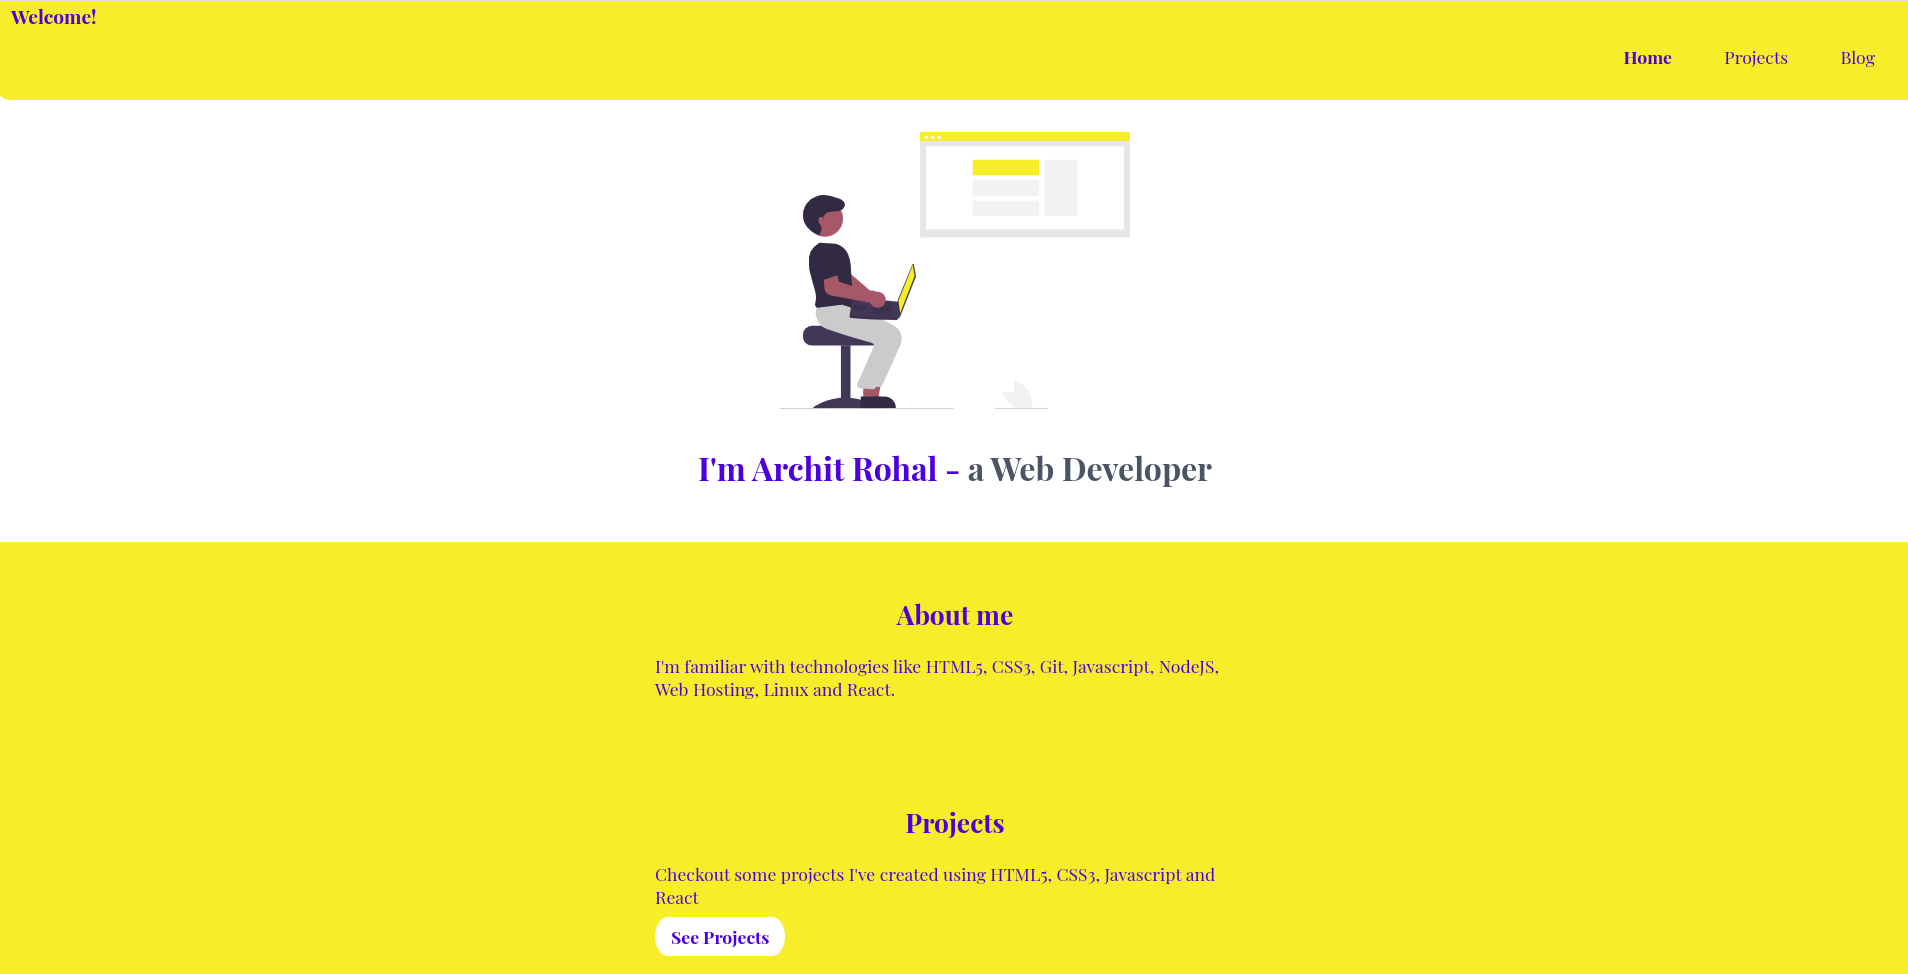 Welcome!
Home Projects Blog
I'm Archit Rohal - a Web Developer
About me
I'm familiar with technologies like HTML5, CSS3, Git, Javascript, NodeJS,
Web Hosting, Linux and React.
Projects
Checkout some projects I've created using HTML5, CSS3, Javascript and
React
See Projects